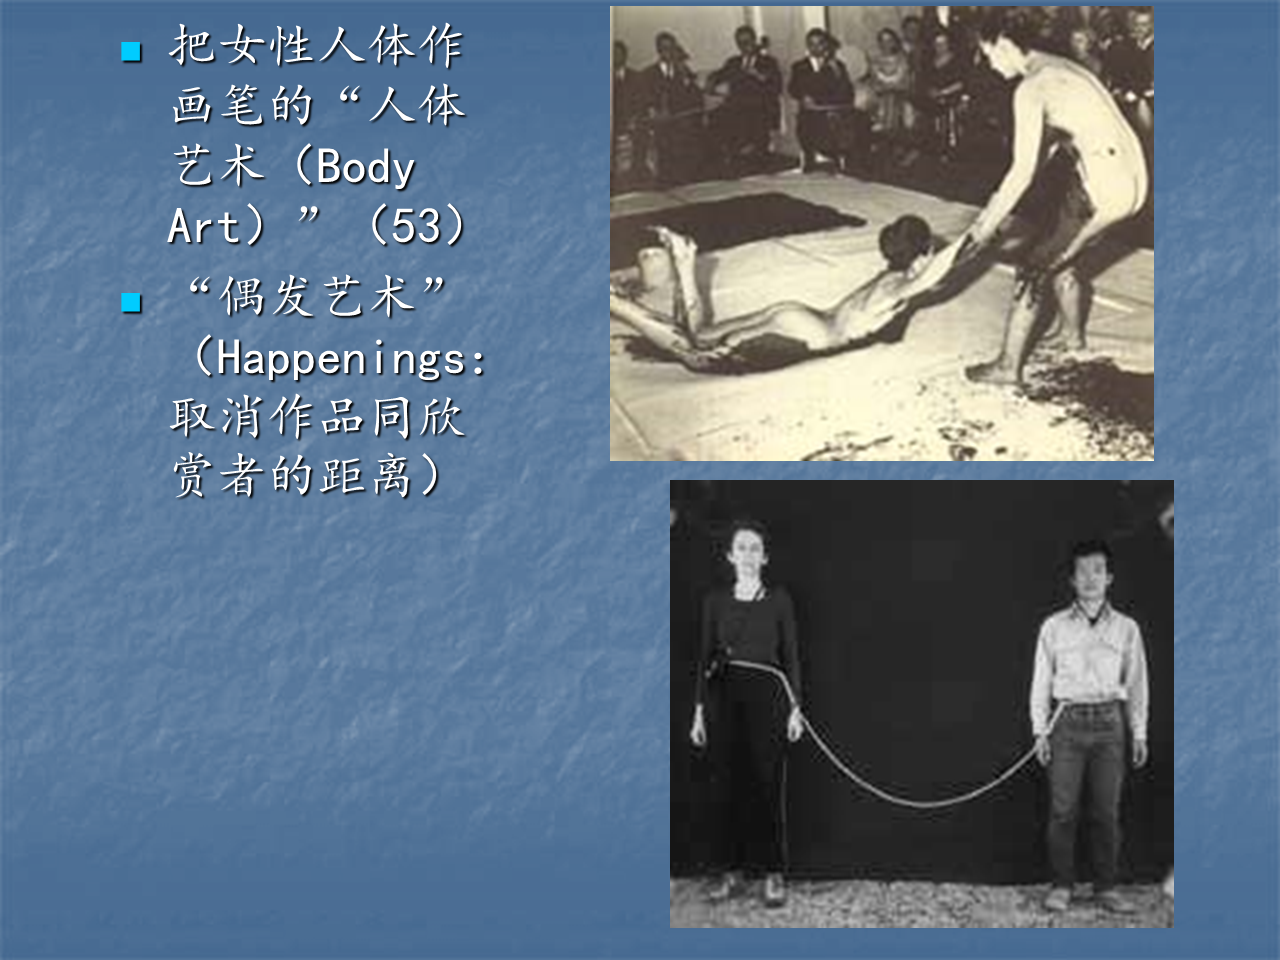 把女性人体作
画笔的“人体
艺术（Body
Art）”（53）
“偶发艺术”
（Happenings:
取消作品同欣
赏者的距离）